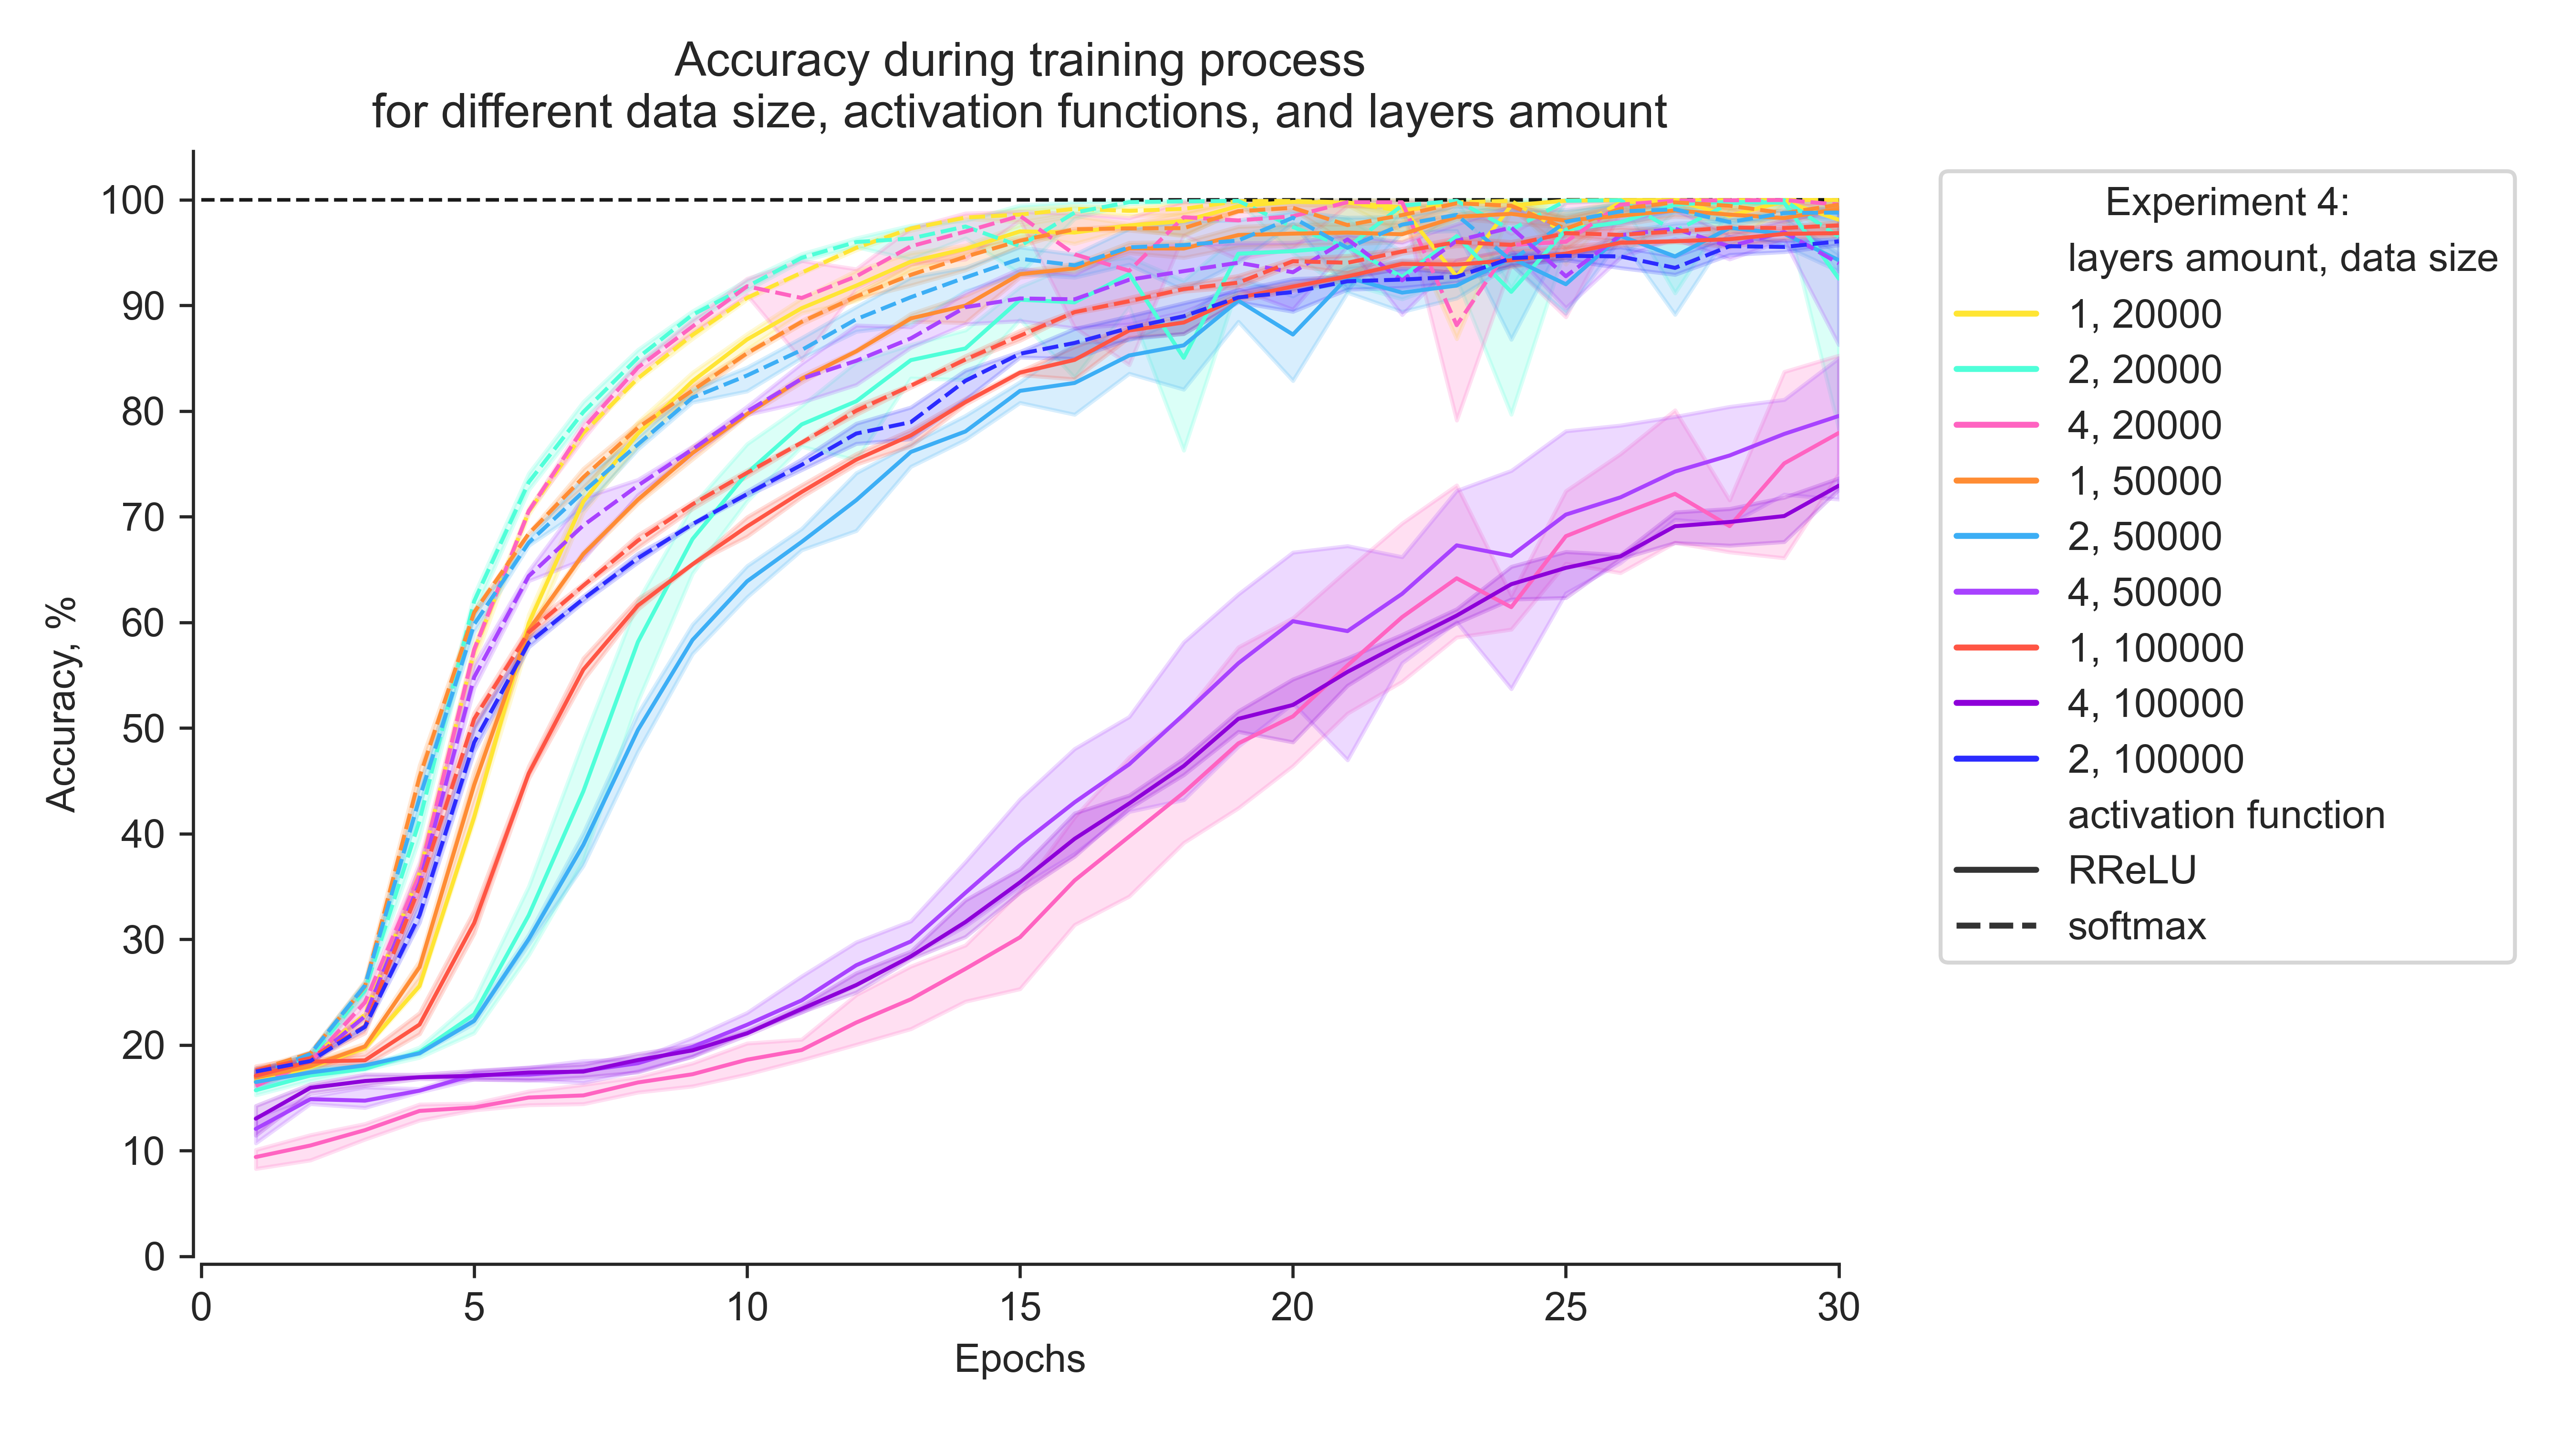 Accuracy during training process
for different data size, activation functions, and layers amount
Accuracy, %
100
90
80
70
60
50
40
30
20
10
0
0 5 10 15 20 25 30
Epochs
Experiment 4:
layers amount, data size
1, 20000
2, 20000
4, 20000
1, 50000
2, 50000
4, 50000
1, 100000
4, 100000
2, 100000
activation function
RReLU
softmax